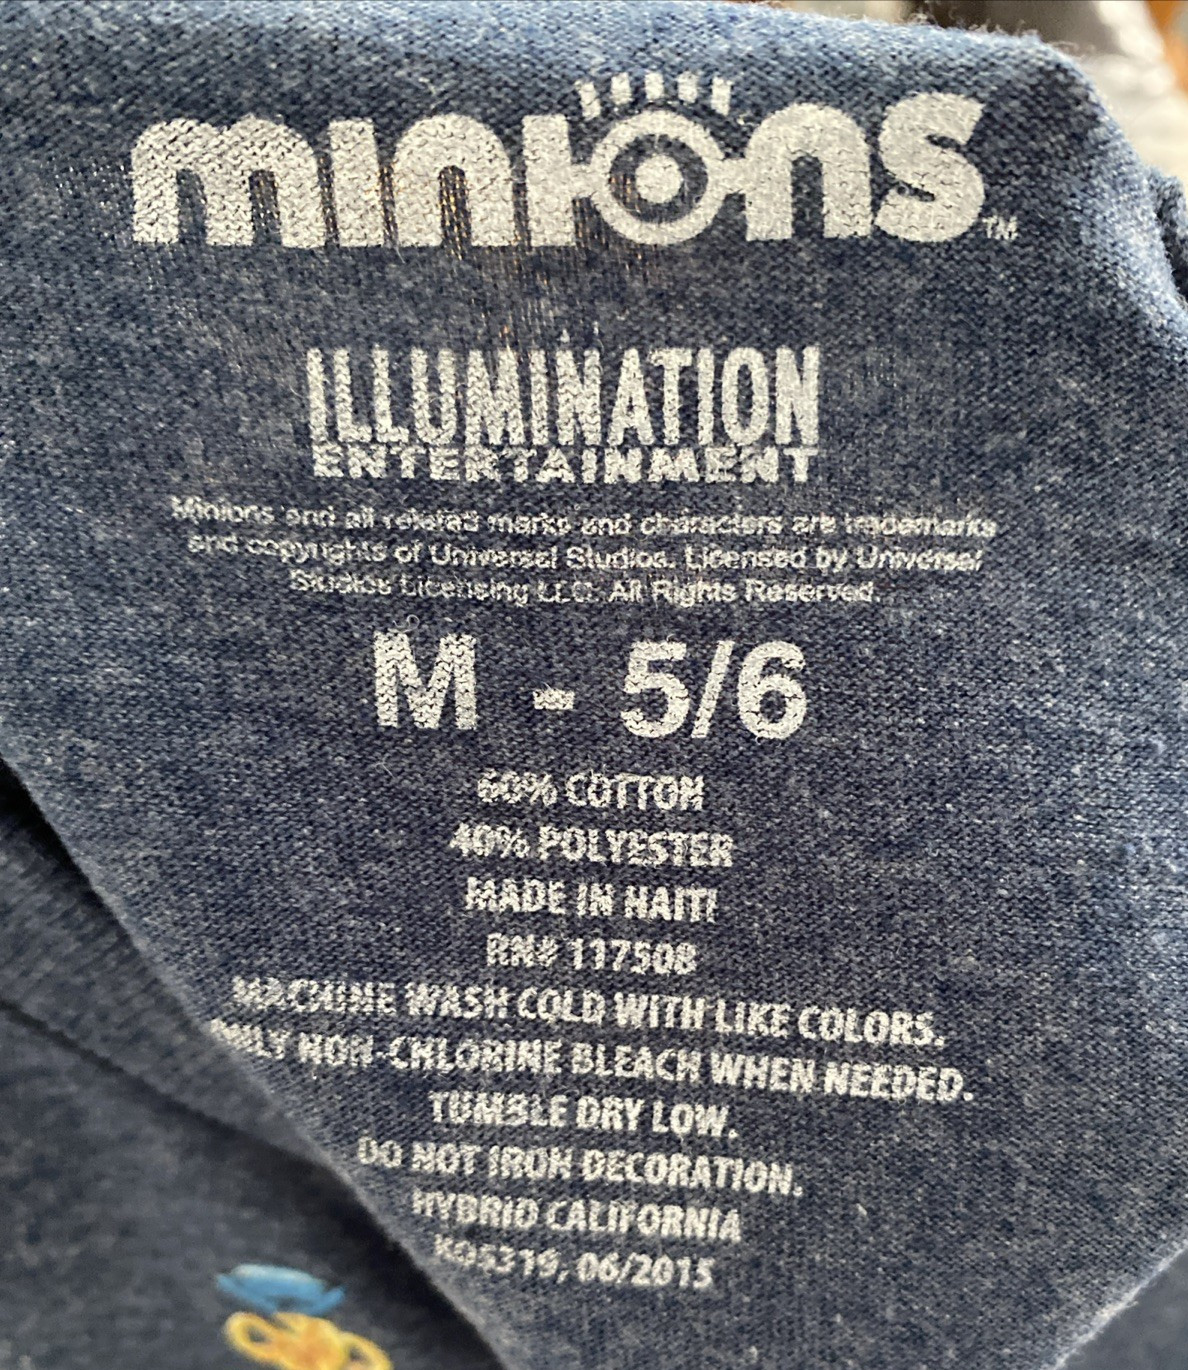 minions™
ILLUMINATION
ENTERTAINMENT
Minions and all related marks and characters are trademarks
and copyrights of Universal Studios. Licensed by Universal
Studios Licensing LLC. All Rights Reserved.
M - 5/6
60% COTTON
40% POLYESTER
MADE IN HAITI
RN# 117508
MACHINE WASH COLD WITH LIKE COLORS.
ONLY NON-CHLORINE BLEACH WHEN NEEDED.
TUMBLE DRY LOW.
DO NOT IRON DECORATION.
HYBRID CALIFORNIA
06/2015